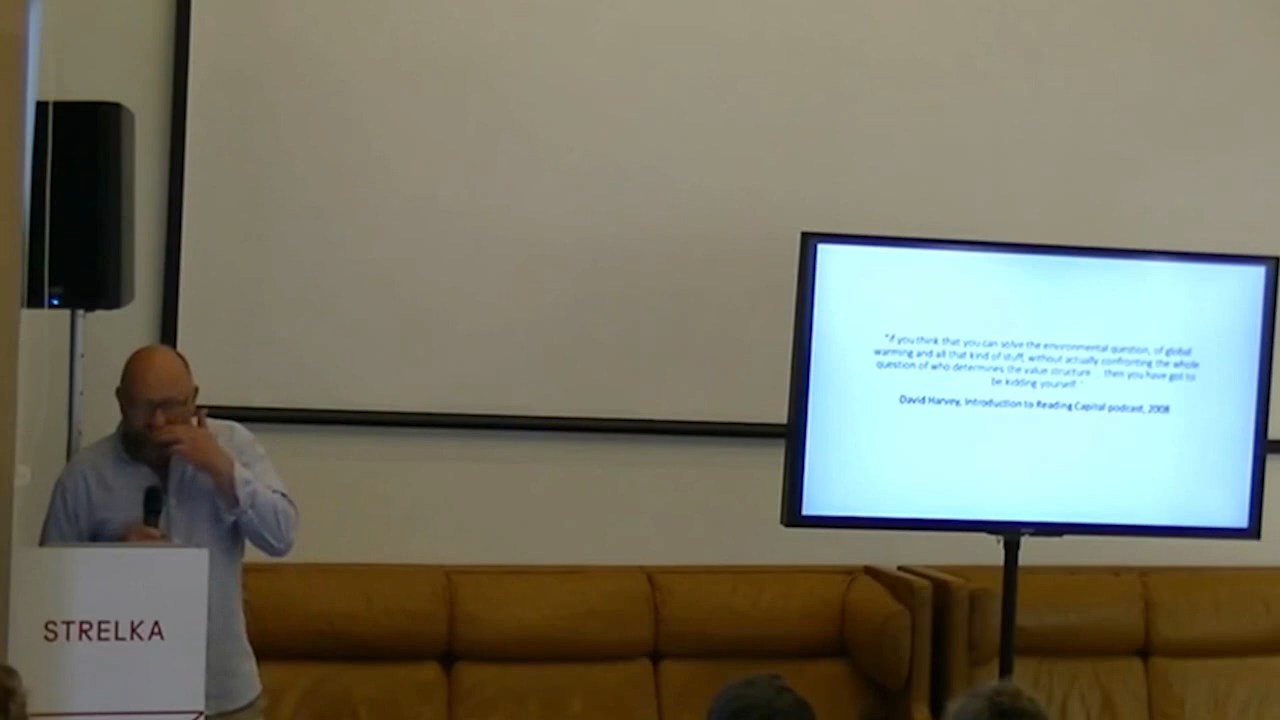 STRELKA
"if you think that you can solve the environmental question, of global
warming and all that kind of stuff, without actually confronting the whole
question of who determines the value structure... then you have got to
be kidding yourself."
David Harvey, Introduction to Reading Capital podcast, 2008